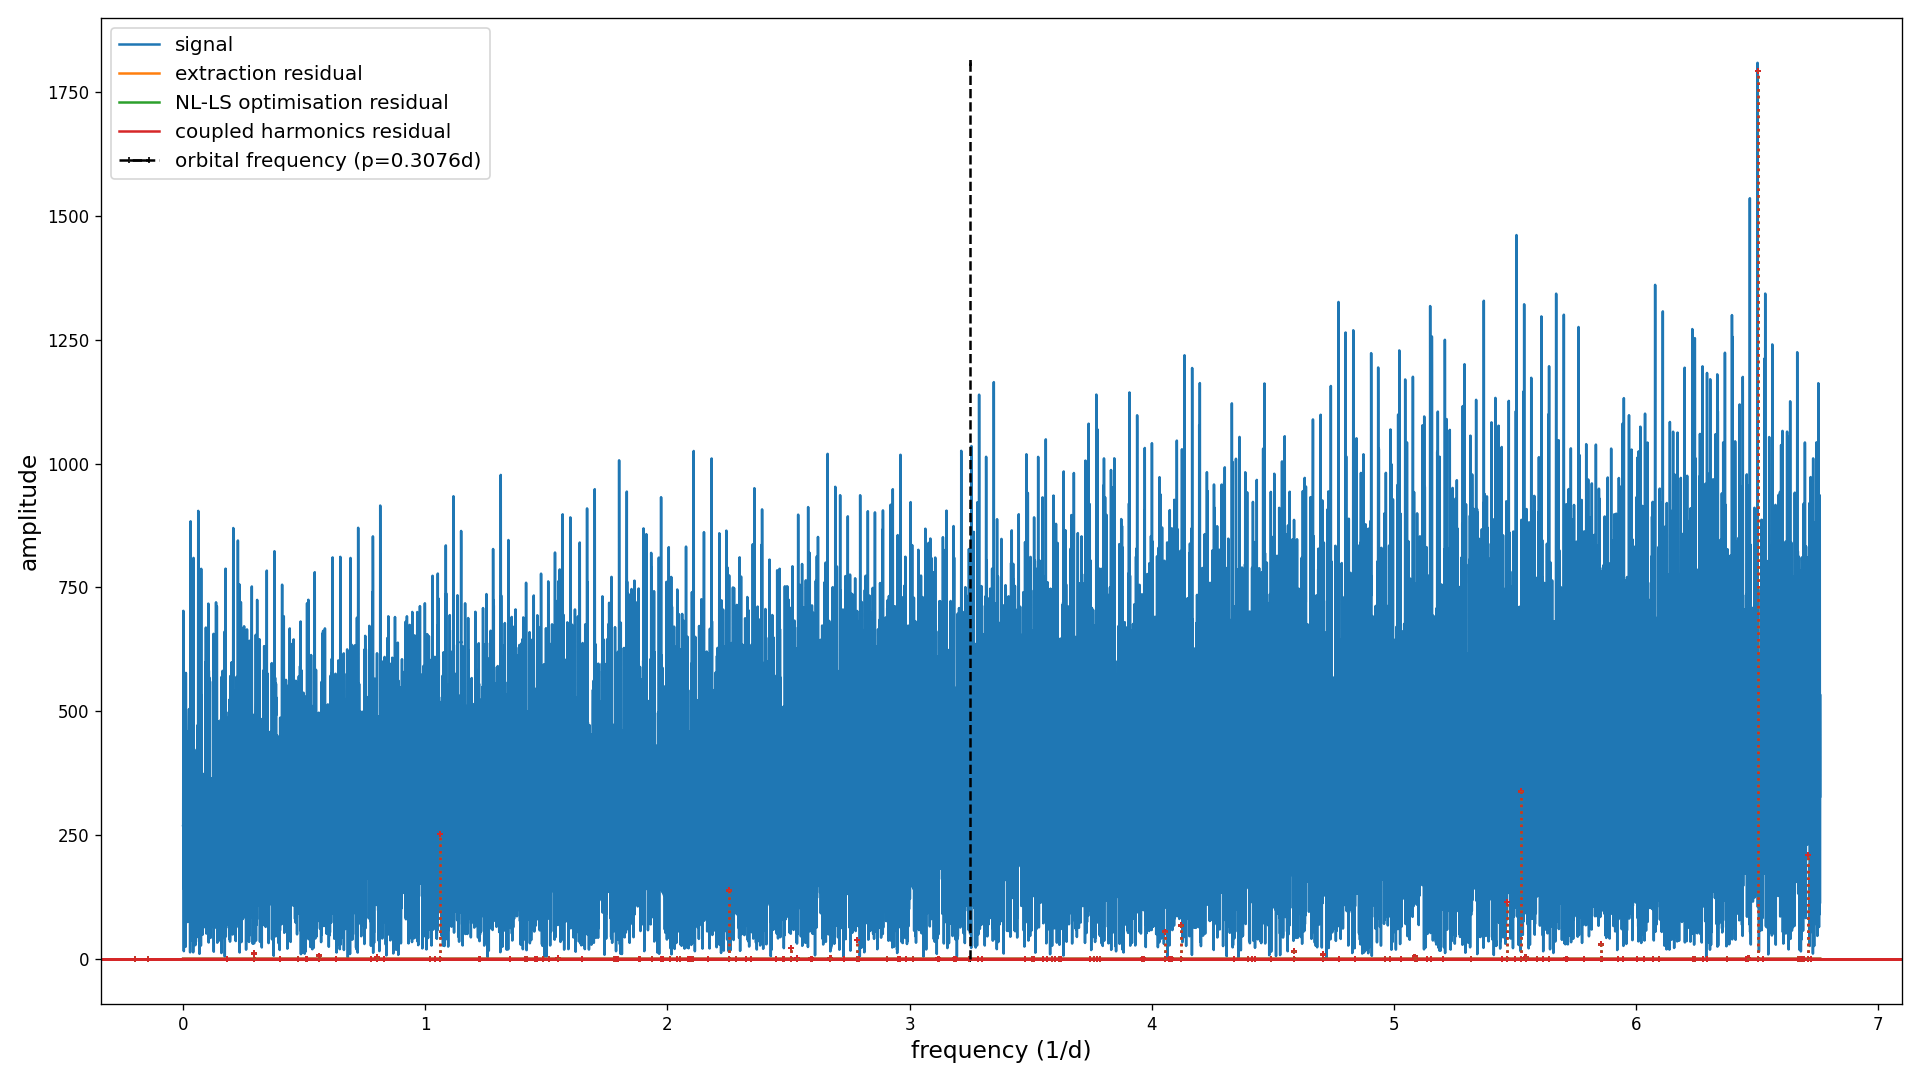 signal
extraction residual
NL-LS optimisation residual
coupled harmonics residual
orbital frequency (p=0.3076d)
1750
1500
1250
1000
750
500
250
0
amplitude
0 1 2 3 4 5 6 7
frequency (1/d)